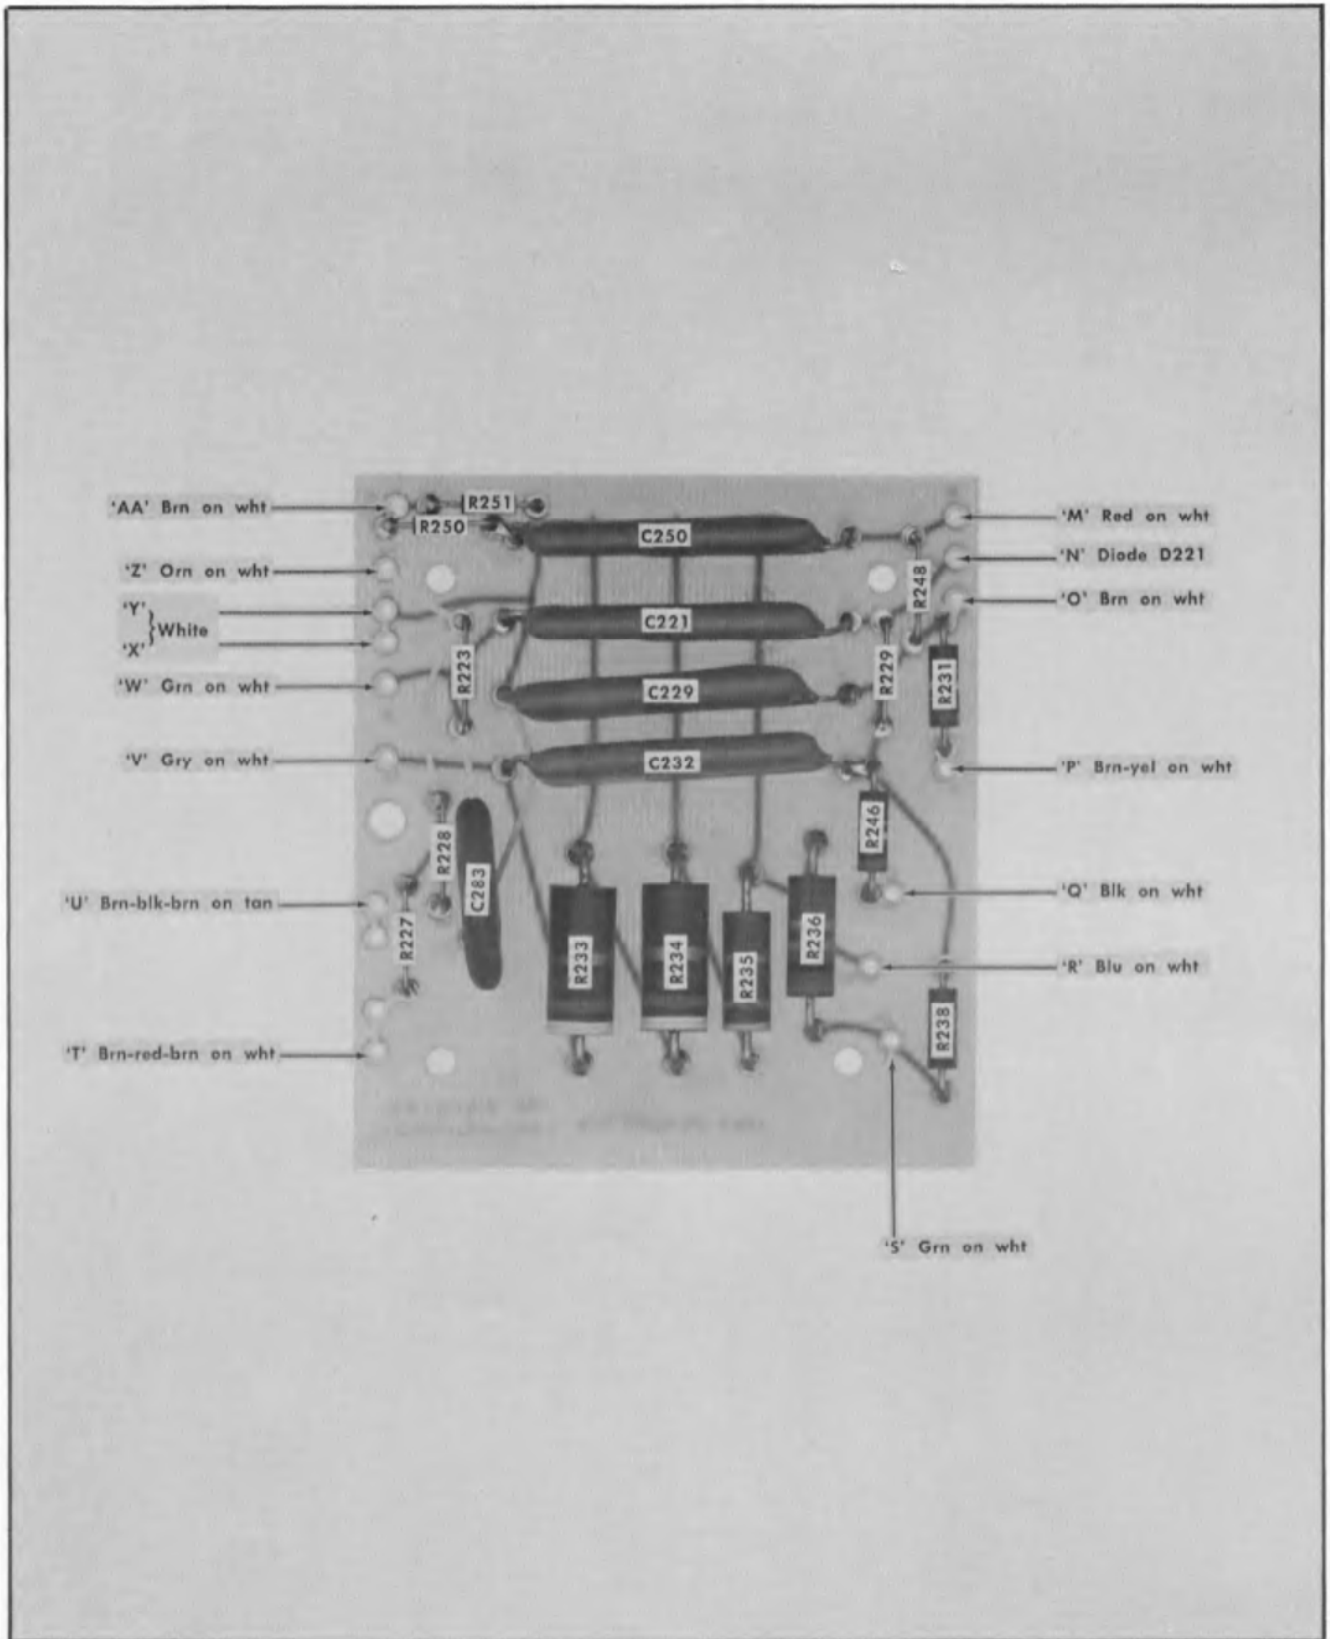 'AA' Brn on wht
'Z' Orn on wht
'Y'
'X'
}White
'W' Grn on wht
'V' Gry on wht
'U' Brn-blk-brn on tan
'T' Brn-red-brn on wht
R251
R250
C250
R248
C221
R223
R229
R231
C229
C232
R246
R228
C283
R227
R233
R234
R235
R236
R238
'M' Red on wht
'N' Diode D221
'O' Brn on wht
'P' Brn-yel on wht
'Q' Blk on wht
'R' Blu on wht
'S' Grn on wht